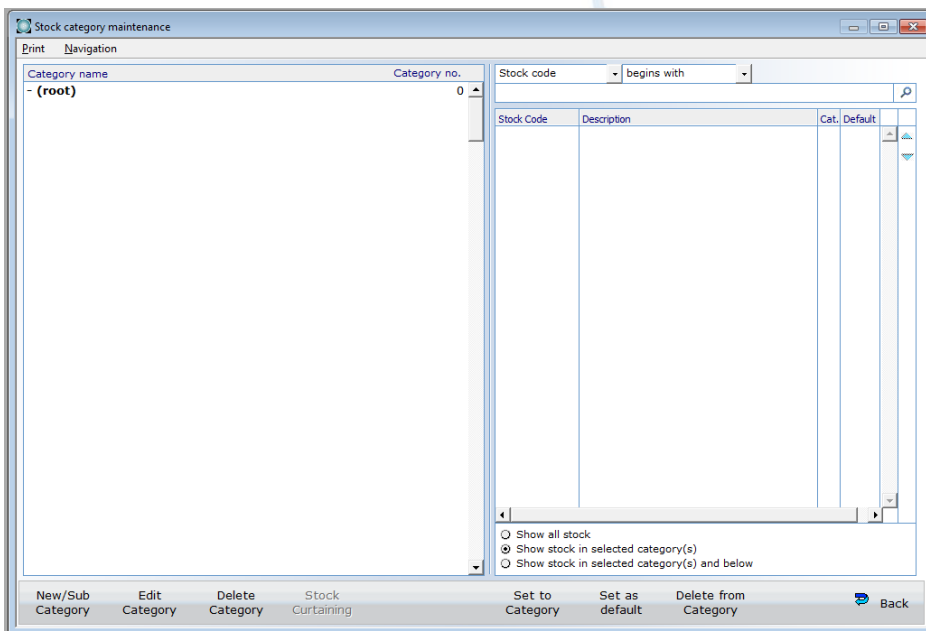 Stock category maintenance
Print Navigation
Category name Category no.
- (root) 0
Stock code begins with
Stock Code Description Cat. Default
Show all stock
Show stock in selected category(s)
Show stock in selected category(s) and below
New/Sub Category Edit Category Delete Category Stock Curtaining Set to Category Set as default Delete from Category Back